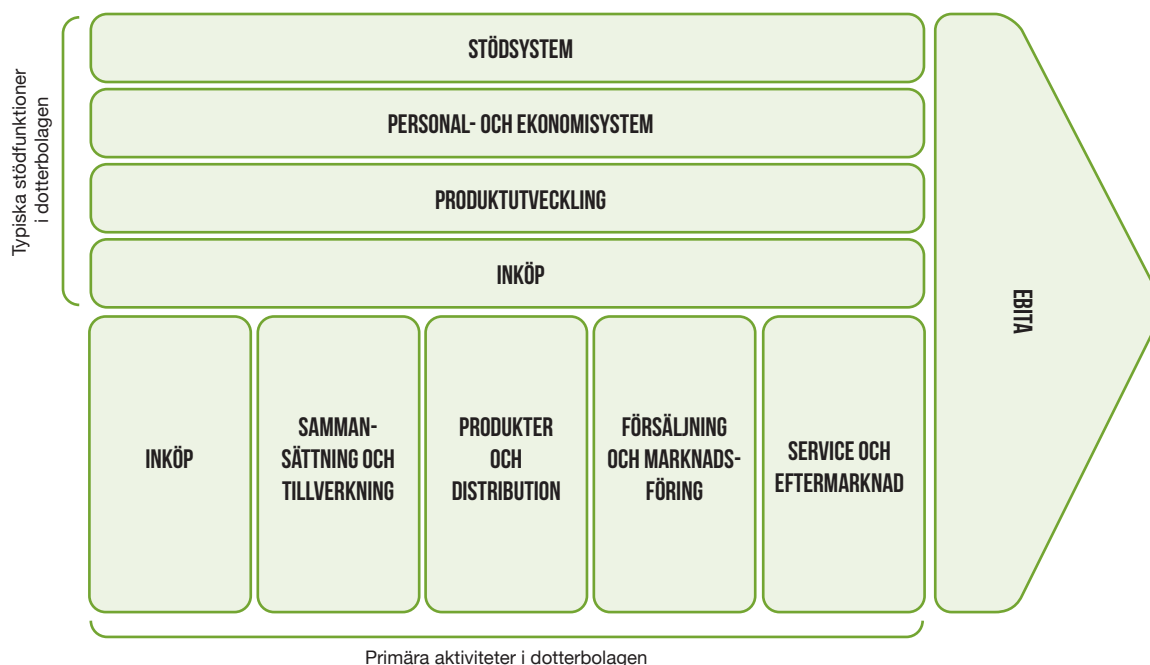 Typiska stödfunktioner
i dotterbolagen
STÖDSYSTEM
PERSONAL- OCH EKONOMISYSTEM
PRODUKTUTVECKLING
INKÖP
INKÖP
SAMMAN-
SÄTTNING OCH
TILLVERKNING
PRODUKTER
OCH
DISTRIBUTION
FÖRSÄLJNING
OCH MARKNADS-
FÖRING
SERVICE OCH
EFTERMARKNAD
EBITA
Primära aktiviteter i dotterbolagen